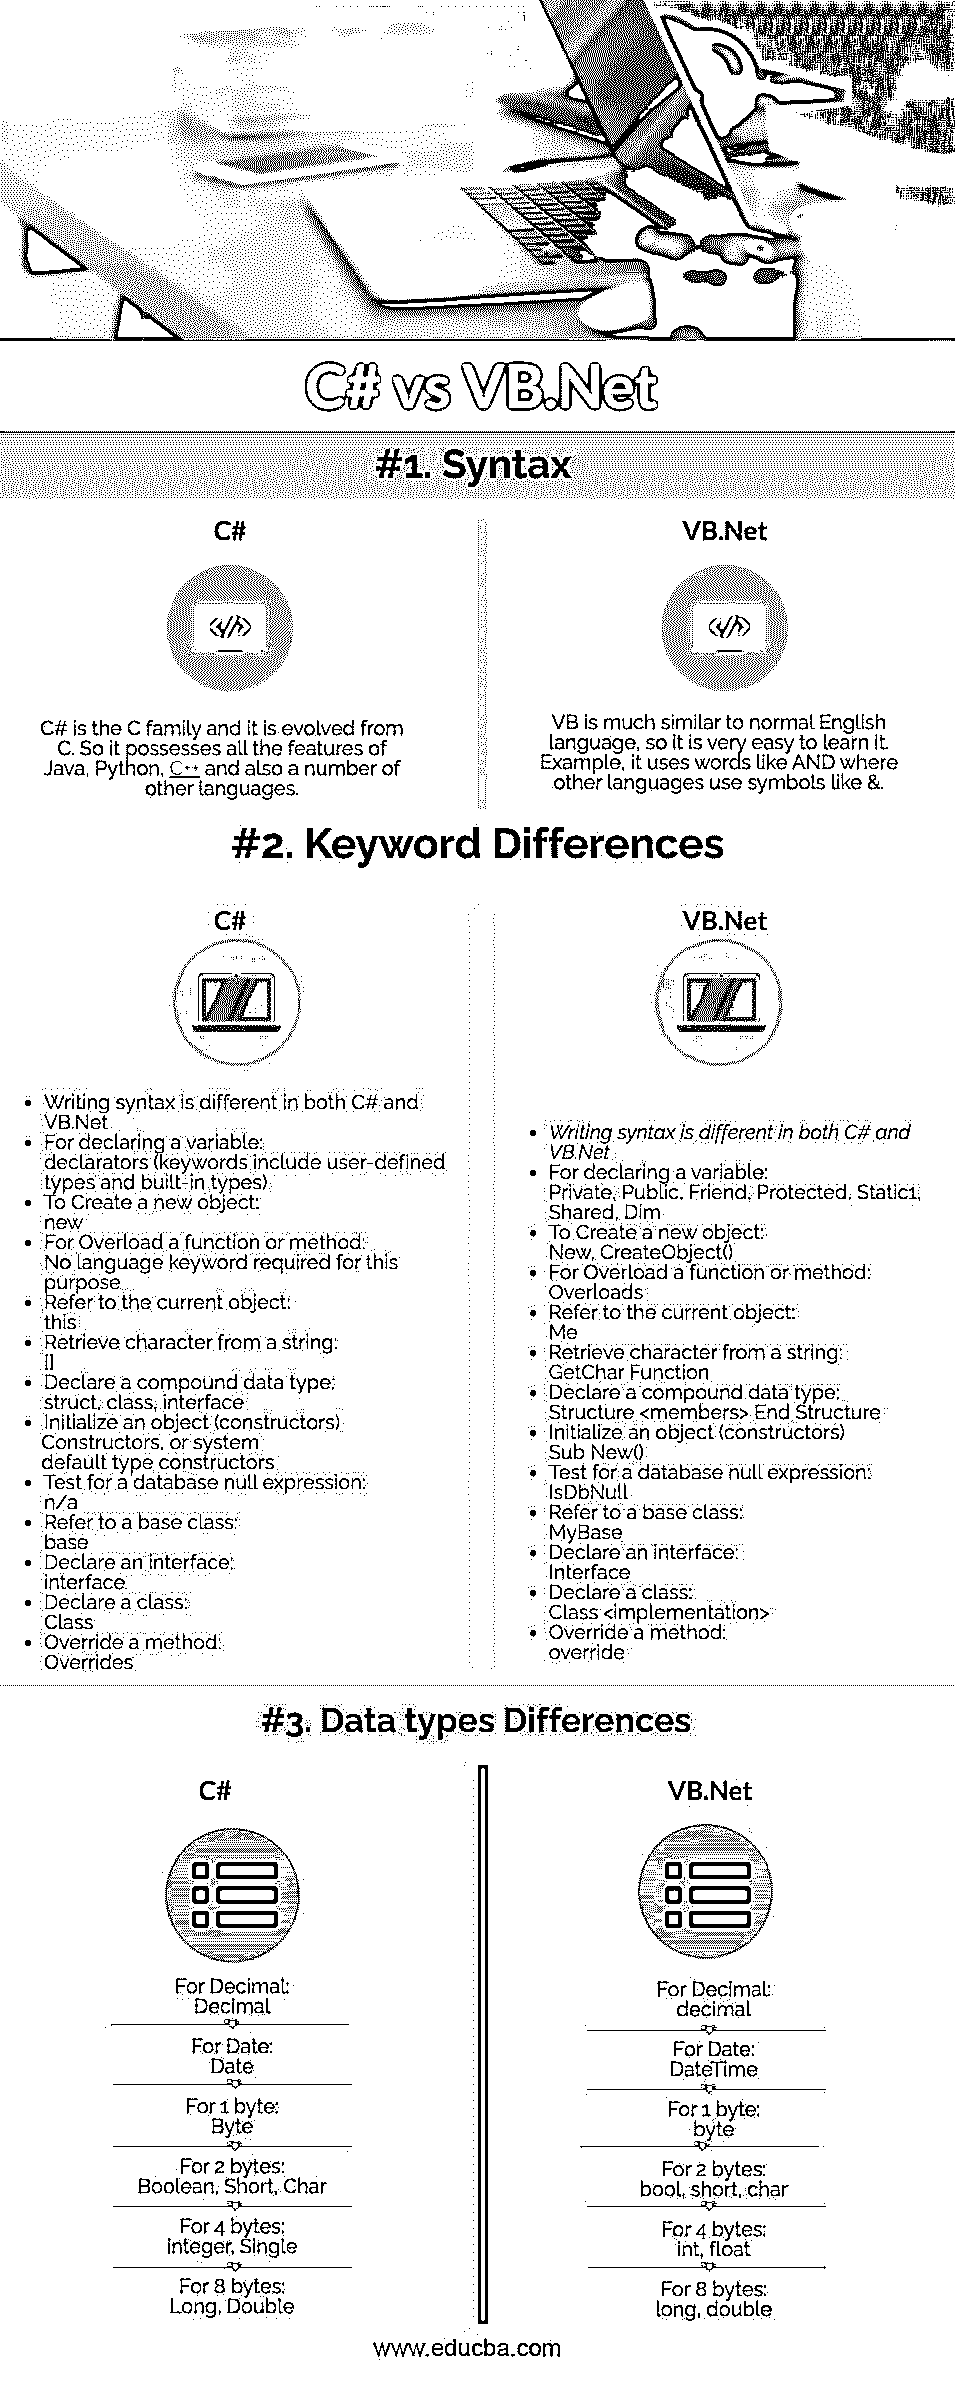 C# vs VB.Net
#1. Syntax
C#
C# is the C family and it is evolved from
C. So it possesses all the features of
Java, Python, C++ and also a number of
other languages.
VB.Net
VB is much similar to normal English
language, so it is very easy to learn it.
Example, it uses words like AND where
other languages use symbols like &.
#2. Keyword Differences
C#
• Writing syntax is different in both C# and
VB.Net
• For declaring a variable:
declarators (keywords include user-defined
types and built-in types)
• To Create a new object:
new
• For Overload a function or method:
No language keyword required for this
purpose
• Refer to the current object:
this
• Retrieve character from a string:
[]
• Declare a compound data type:
struct, class, interface
• Initialize an object (constructors)
Constructors, or system
default type constructors
• Test for a database null expression:
n/a
• Refer to a base class:
base
• Declare an interface:
interface
• Declare a class:
Class
• Override a method:
Overrides
VB.Net
• Writing syntax is different in both C# and
VB.Net
• For declaring a variable:
Private, Public, Friend, Protected, Static1,
Shared, Dim
• To Create a new object:
New, CreateObject()
• For Overload a function or method:
Overloads
• Refer to the current object:
Me
• Retrieve character from a string:
GetChar Function
• Declare a compound data type:
Structure <members> End Structure
• Initialize an object (constructors)
Sub New()
• Test for a database null expression:
IsDbNull
• Refer to a base class:
MyBase
• Declare an interface:
Interface
• Declare a class:
Class <implementation>
• Override a method:
override
#3. Data types Differences
C#
For Decimal:
Decimal
For Date:
Date
For 1 byte:
Byte
For 2 bytes:
Boolean, Short, Char
For 4 bytes:
integer, Single
For 8 bytes:
Long, Double
VB.Net
For Decimal:
decimal
For Date:
DateTime
For 1 byte:
byte
For 2 bytes:
bool, short, char
For 4 bytes:
int, float
For 8 bytes:
long, double
www.educba.com